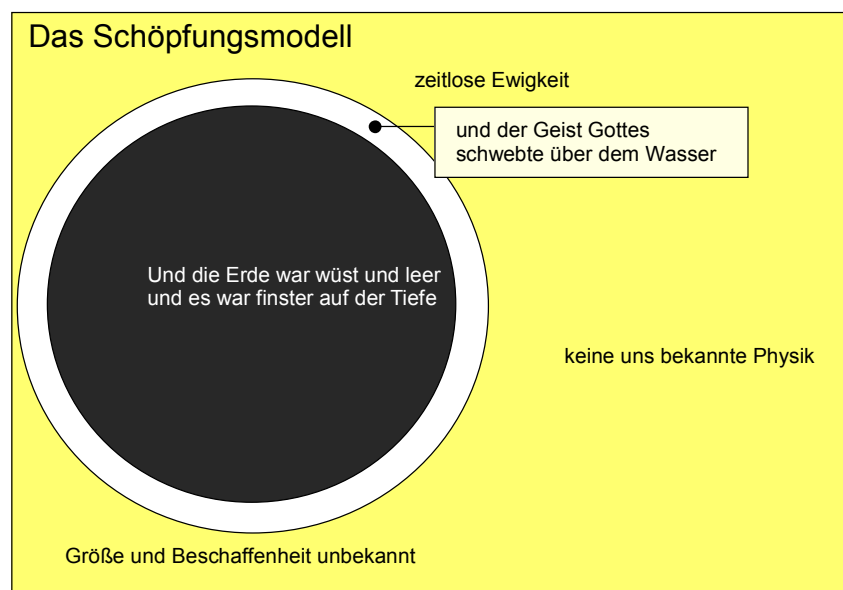 Das Schöpfungsmodell
zeitlose Ewigkeit
und der Geist Gottes
schwebte über dem Wasser
Und die Erde war wüst und leer
und es war finster auf der Tiefe
keine uns bekannte Physik
Größe und Beschaffenheit unbekannt